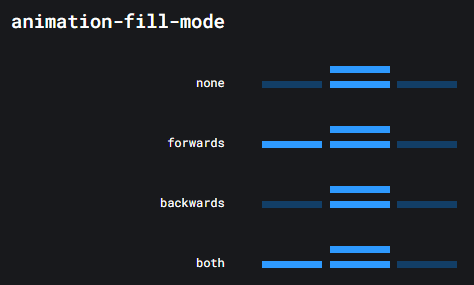 animation-fill-mode
none
forwards
backwards
both